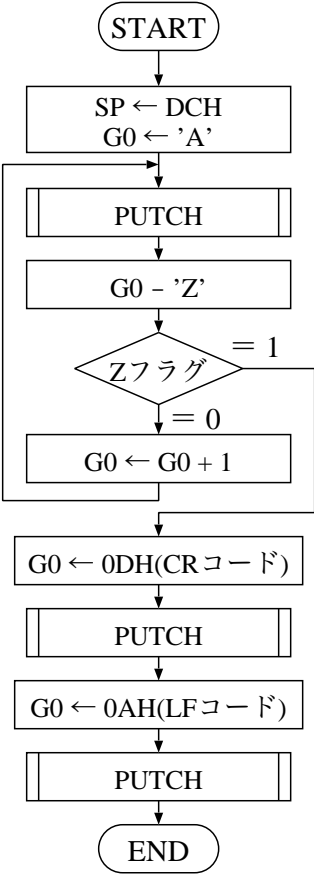 START
SP ← DCH
G0 ← ’A’
PUTCH
G0 − ’Z’
Zフラグ
＝ 1
＝ 0
G0 ← G0 + 1
G0 ← 0DH(CRコード)
PUTCH
G0 ← 0AH(LFコード)
PUTCH
END